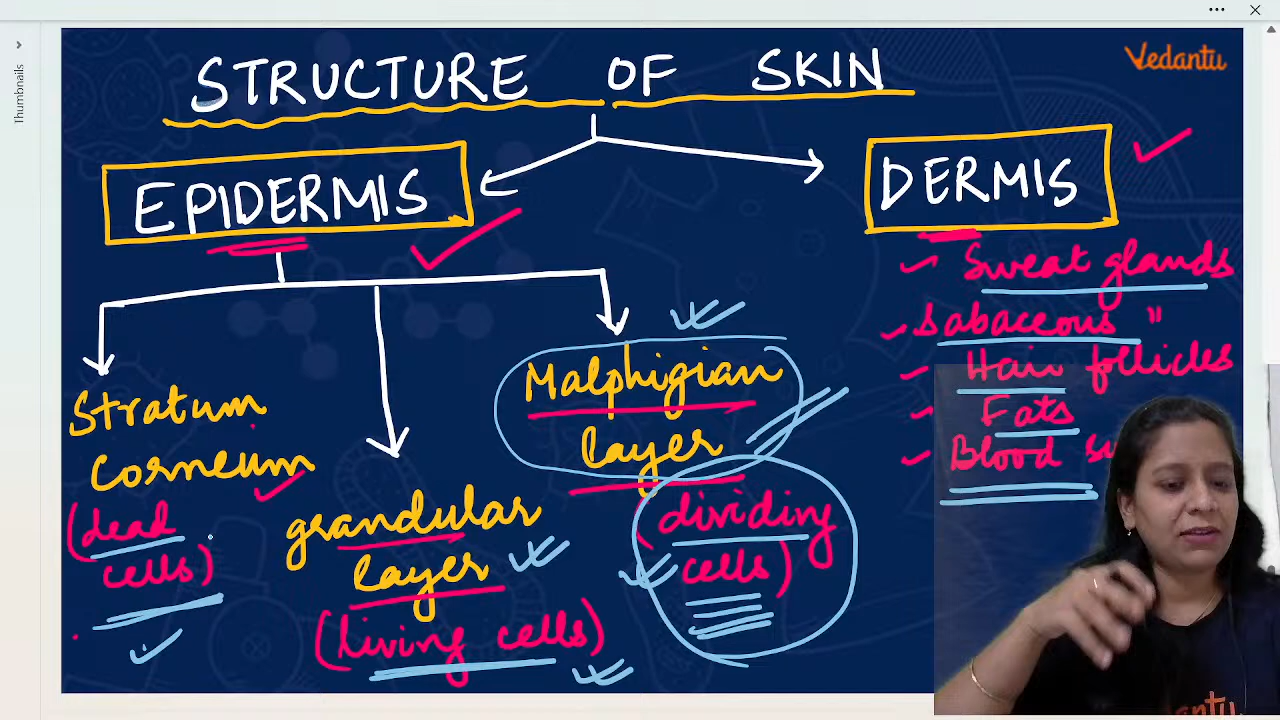 Thumbnails
STRUCTURE OF SKIN
Vedantu
EPIDERMIS
DERMIS
Sweat glands
Sabaceous "
Hair follicles
Fats
Blood
Stratum
Corneum
(dead
cells)
grandular
layer
(living cells)
Malphigian
layer
(dividing
cells)